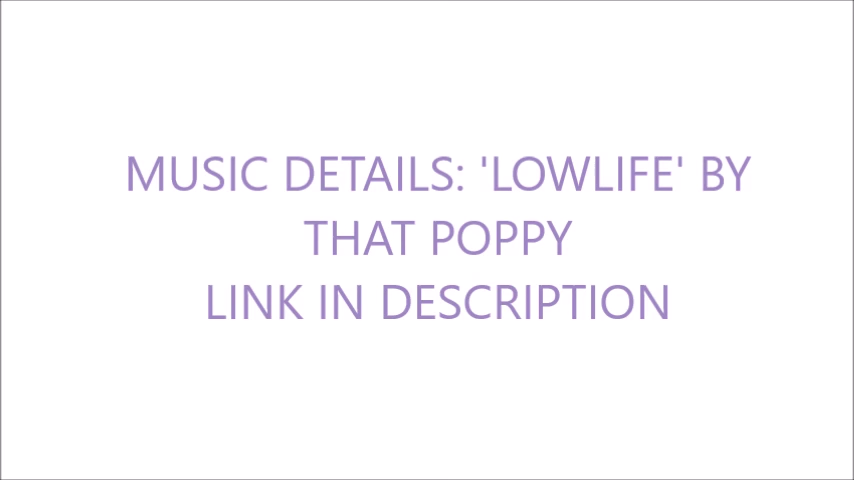 MUSIC DETAILS: 'LOWLIFE' BY
THAT POPPY
LINK IN DESCRIPTION